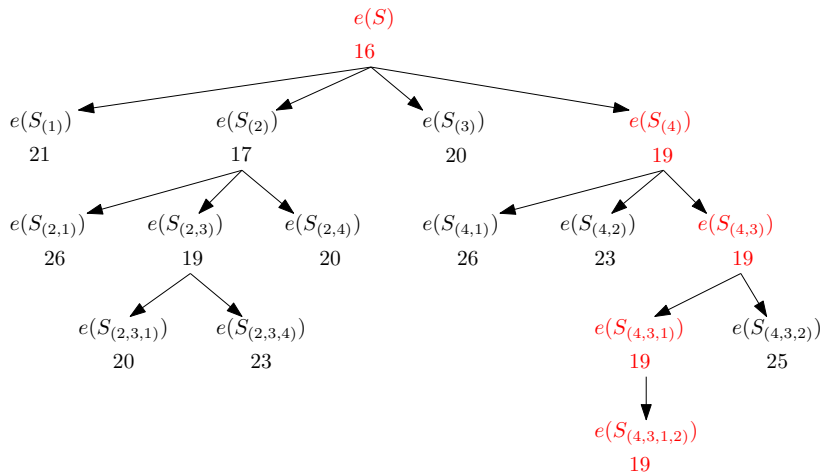 e(S)
16
e(S_{(1)}) e(S_{(2)}) e(S_{(3)}) e(S_{(4)})
21 17 20 19
e(S_{(2,1)}) e(S_{(2,3)}) e(S_{(2,4)}) e(S_{(4,1)}) e(S_{(4,2)}) e(S_{(4,3)})
26 19 20 26 23 19
e(S_{(2,3,1)}) e(S_{(2,3,4)}) e(S_{(4,3,1)}) e(S_{(4,3,2)})
20 23 19 25
e(S_{(4,3,1,2)})
19